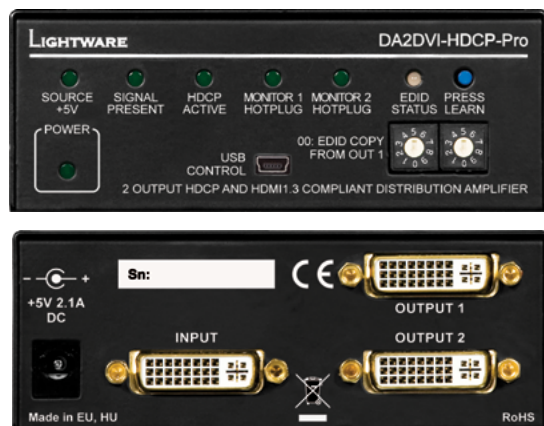 LIGHTWARE
DA2DVI-HDCP-Pro
SOURCE +5V
SIGNAL PRESENT
HDCP ACTIVE
MONITOR 1 HOTPLUG
MONITOR 2 HOTPLUG
EDID STATUS
PRESS LEARN
POWER
USB CONTROL
00: EDID COPY FROM OUT 1
2 OUTPUT HDCP AND HDMI1.3 COMPLIANT DISTRIBUTION AMPLIFIER
- +
+5V 2.1A DC
Sn:
CE
OUTPUT 1
INPUT
OUTPUT 2
Made in EU, HU
RoHS